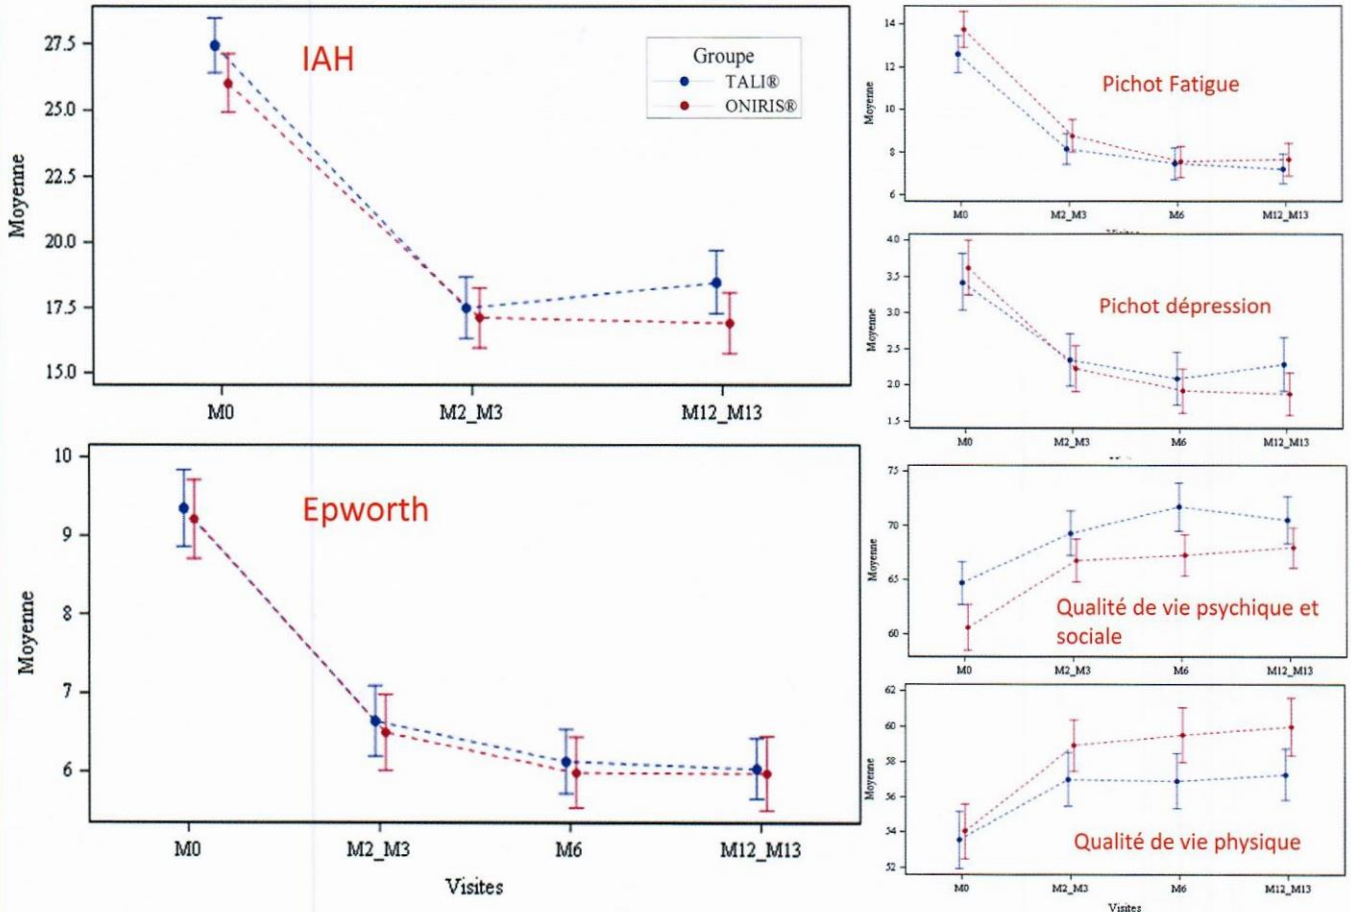 IAH
Groupe
TALI®
ONIRIS®
27.5
25.0
22.5
20.0
17.5
15.0
Moyenne
M0
M2_M3
M12_M13
Epworth
10
9
8
7
6
Moyenne
M0
M2_M3
M6
M12_M13
Visites
Pichot Fatigue
14
12
10
8
6
Moyenne
M0
M2_M3
M6
M12_M13
Pichot dépression
4.0
3.5
3.0
2.5
2.0
1.5
Moyenne
M0
M2_M3
M6
M12_M13
75
70
65
60
Moyenne
Qualité de vie psychique et
sociale
M0
M2_M3
M6
M12_M13
62
60
58
56
54
52
Moyenne
Qualité de vie physique
M0
M2_M3
M6
M12_M13
Visites